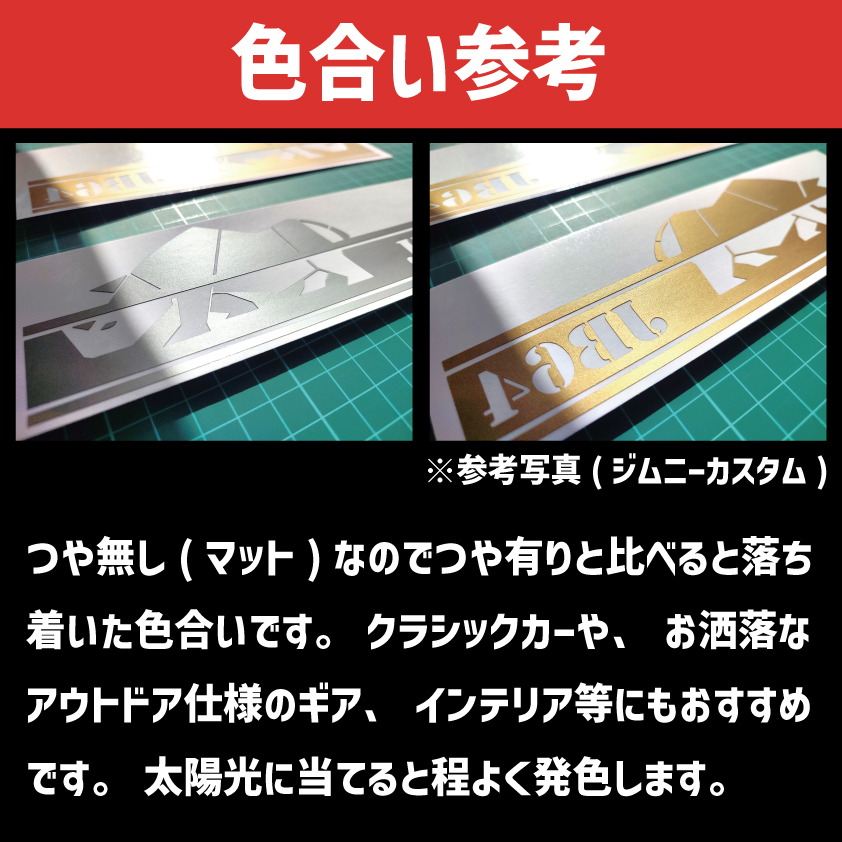 色合い参考
JB64
JB64
※参考写真(ジムニーカスタム)
つや無し(マット)なのでつや有りと比べると落ち
着いた色合いです。クラシックカーや、お洒落な
アウトドア仕様のギア、インテリア等にもおすすめ
です。太陽光に当てると程よく発色します。